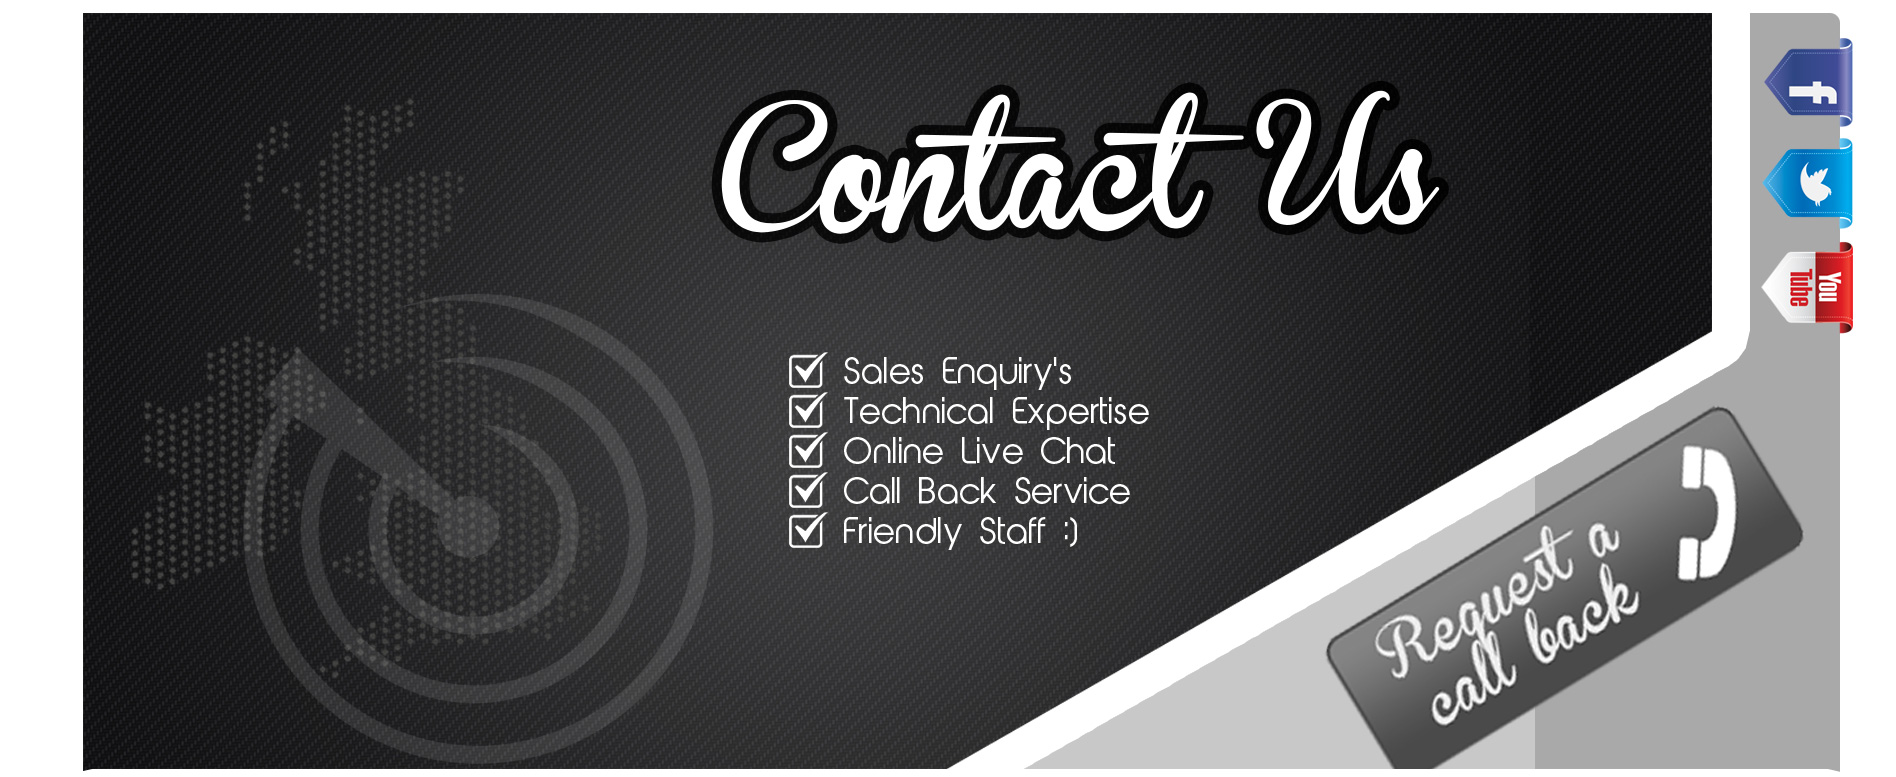 Contact Us
Sales Enquiry's
Technical Expertise
Online Live Chat
Call Back Service
Friendly Staff :)
f
You
Tube
Request a
call back